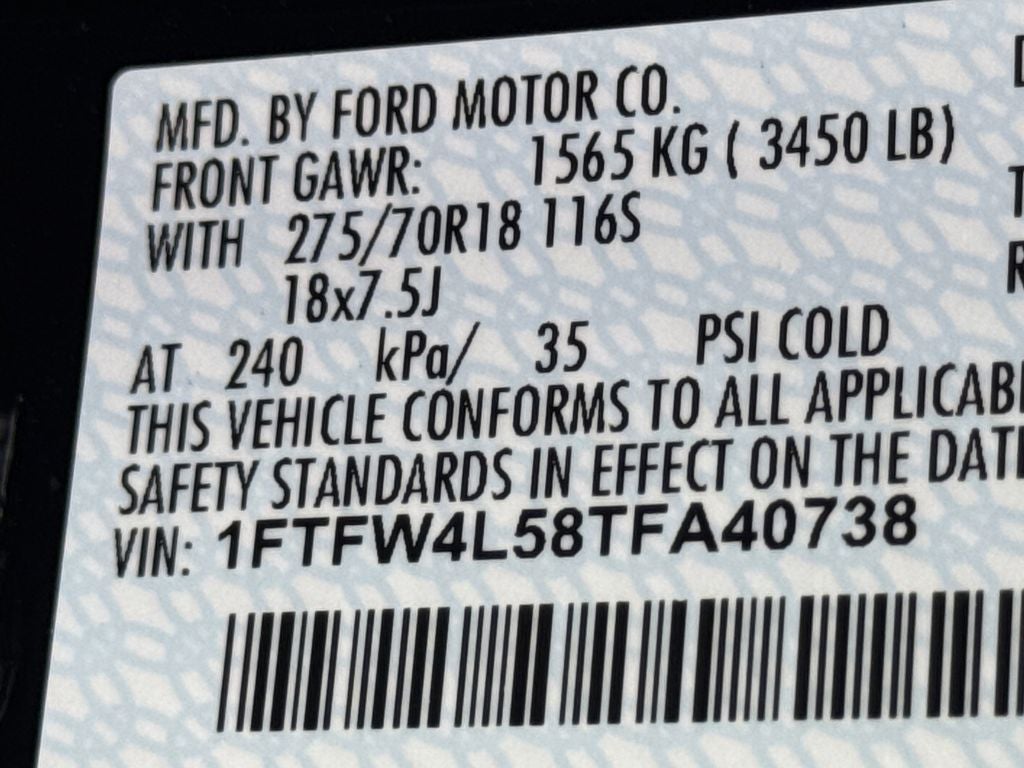 MFD. BY FORD MOTOR CO.
FRONT GAWR: 1565 KG ( 3450 LB)
WITH 275/70R18 116S
18x7.5J
AT 240 kPa/ 35 PSI COLD
THIS VEHICLE CONFORMS TO ALL APPLICAB
SAFETY STANDARDS IN EFFECT ON THE DAT
VIN: 1FTFW4L58TFA40738